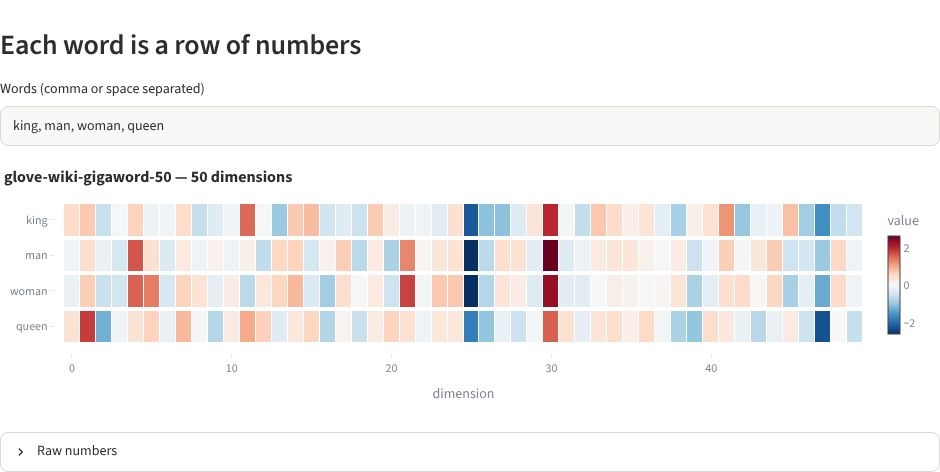 Each word is a row of numbers
Words (comma or space separated)
king, man, woman, queen
glove-wiki-gigaword-50 — 50 dimensions
king
man
woman
queen
0 10 20 30 40
dimension
value
2
0
−2
Raw numbers